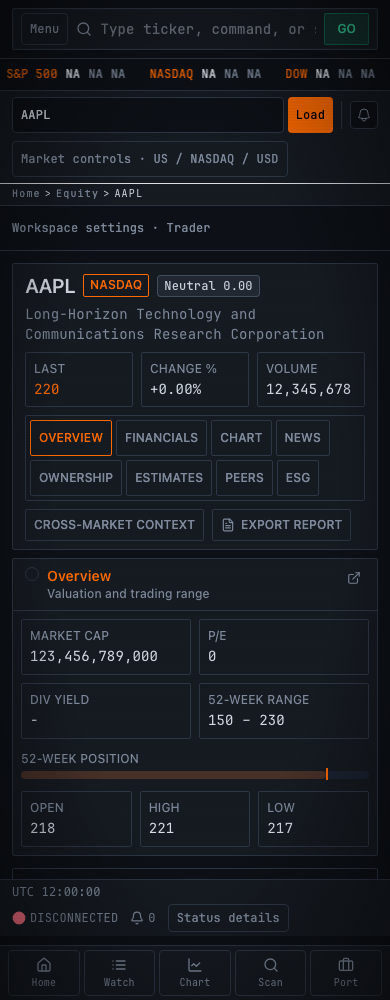 Menu Type ticker, command, or s GO
S&P 500 NA NA NA NASDAQ NA NA NA DOW NA NA NA
AAPL Load
Market controls · US / NASDAQ / USD
Home > Equity > AAPL
Workspace settings · Trader
AAPL NASDAQ Neutral 0.00
Long-Horizon Technology and
Communications Research Corporation
LAST CHANGE % VOLUME
220 +0.00% 12,345,678
OVERVIEW FINANCIALS CHART NEWS
OWNERSHIP ESTIMATES PEERS ESG
CROSS-MARKET CONTEXT EXPORT REPORT
Overview
Valuation and trading range
MARKET CAP P/E
123,456,789,000 0
DIV YIELD 52-WEEK RANGE
- 150 – 230
52-WEEK POSITION
OPEN HIGH LOW
218 221 217
UTC 12:00:00
DISCONNECTED 0 Status details
Home Watch Chart Scan Port